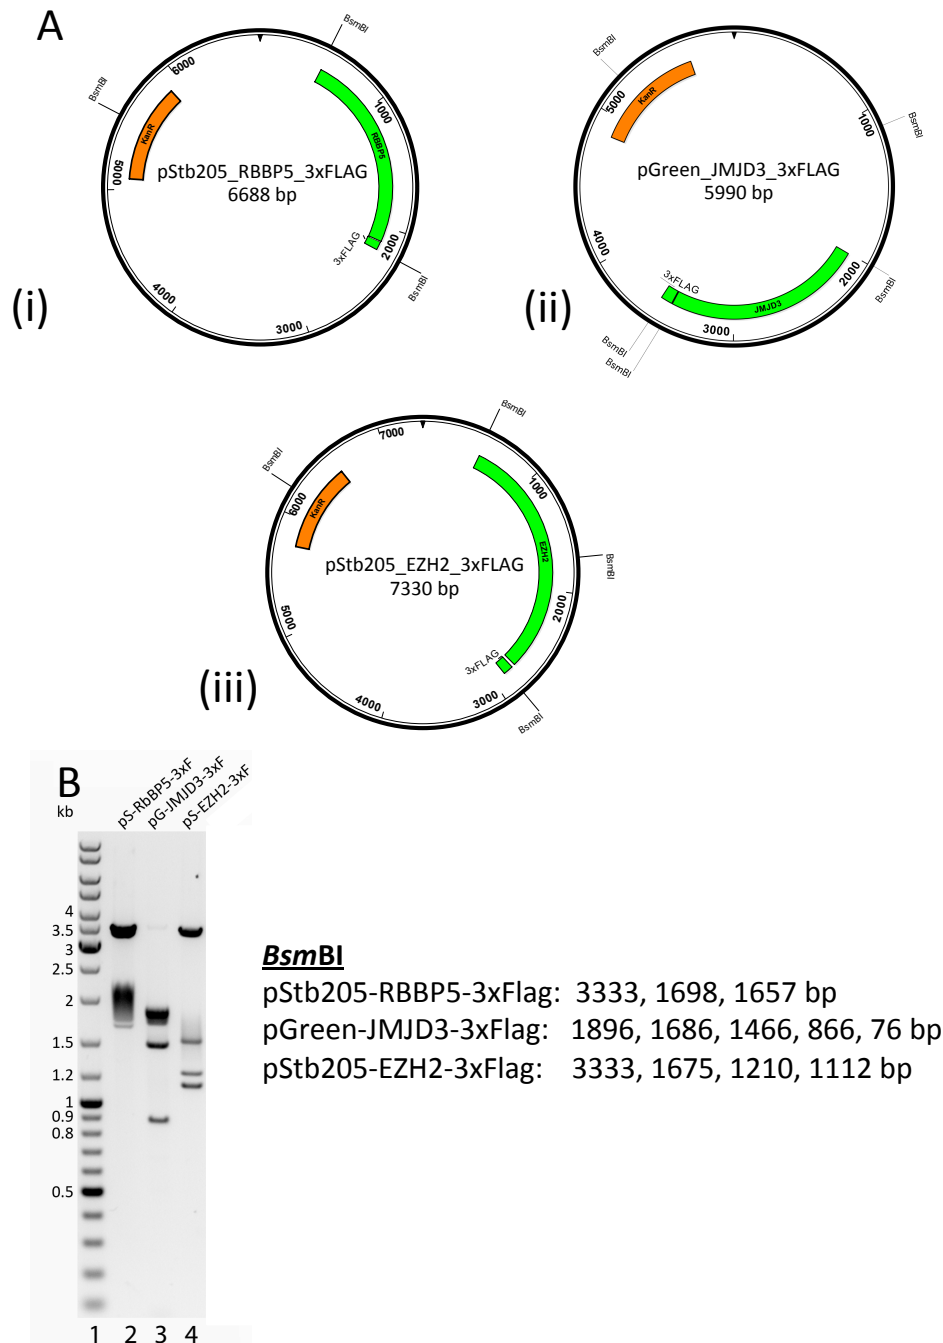 A
BsmBI
6000
BsmBI
1000
KanR
RBBP5
pStb205_RBBP5_3xFLAG
6688 bp
5000
3xFLAG
2000
BsmBI
4000
3000
(i)
BsmBI
5000
KanR
1000
BsmBI
pGreen_JMJD3_3xFLAG
5990 bp
4000
2000
3xFLAG
BsmBI
JMJD3
3000
BsmBI
BsmBI
(ii)
BsmBI
7000
BsmBI
1000
6000
KanR
EZH2
BsmBI
pStb205_EZH2_3xFLAG
7330 bp
2000
5000
3xFLAG
3000
4000
BsmBI
(iii)
B
kb
pS-RbBP5-3xF
pG-JMJD3-3xF
pS-EZH2-3xF
4
3.5
3
2.5
2
1.5
1.2
1
0.9
0.8
0.5
1 2 3 4
BsmBI
pStb205-RBBP5-3xFlag: 3333, 1698, 1657 bp
pGreen-JMJD3-3xFlag: 1896, 1686, 1466, 866, 76 bp
pStb205-EZH2-3xFlag: 3333, 1675, 1210, 1112 bp